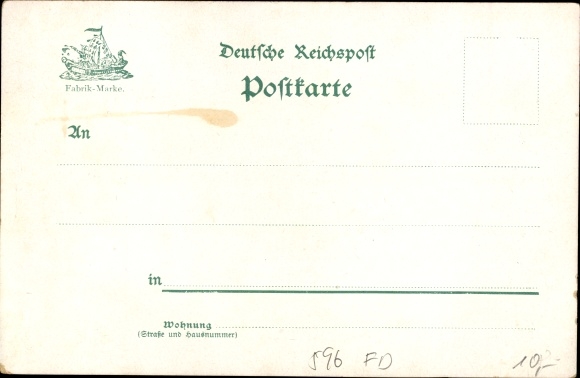 Deutsche Reichspost
Postkarte
Fabrik-Marke.
An
in
Wohnung
(Straße und Hausnummer)
596 FD
10,-